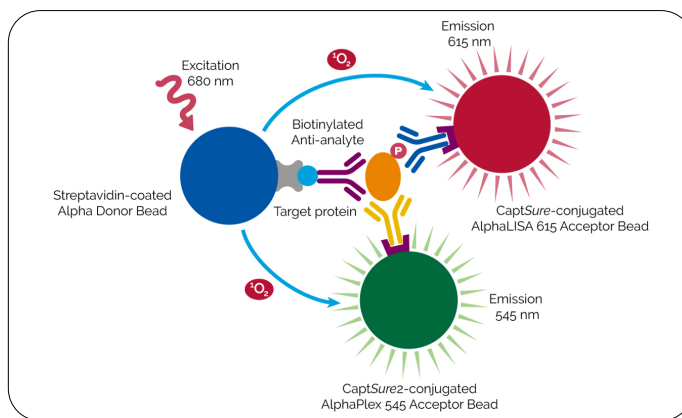 Emission
615 nm
¹O₂
Excitation
680 nm
Biotinylated
Anti-analyte
P
Streptavidin-coated
Alpha Donor Bead
Target protein
CaptSure-conjugated
AlphaLISA 615 Acceptor Bead
¹O₂
Emission
545 nm
CaptSure2-conjugated
AlphaPlex 545 Acceptor Bead